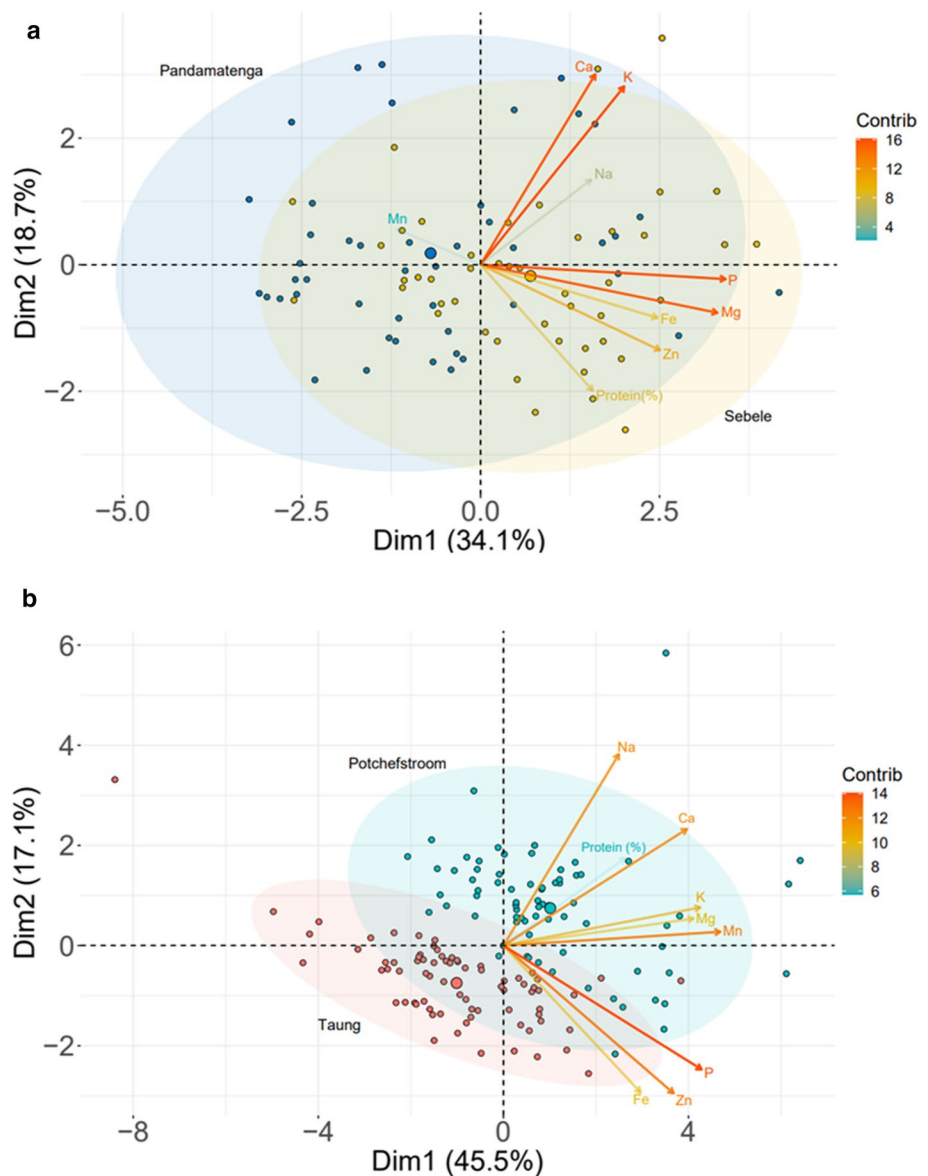 a
Pandamatenga
Ca
K
Na
Mn
P
Mg
Fe
Zn
Protein(%)
Sebele
2
0
−2
Dim2 (18.7%)
−5.0 −2.5 0.0 2.5
Dim1 (34.1%)
Contrib
16
12
8
4
b
6
4
2
0
−2
Dim2 (17.1%)
Potchefstroom
Na
Ca
Protein (%)
K
Mg
Mn
Taung
P
Fe
Zn
−8 −4 0 4
Dim1 (45.5%)
Contrib
14
12
10
8
6